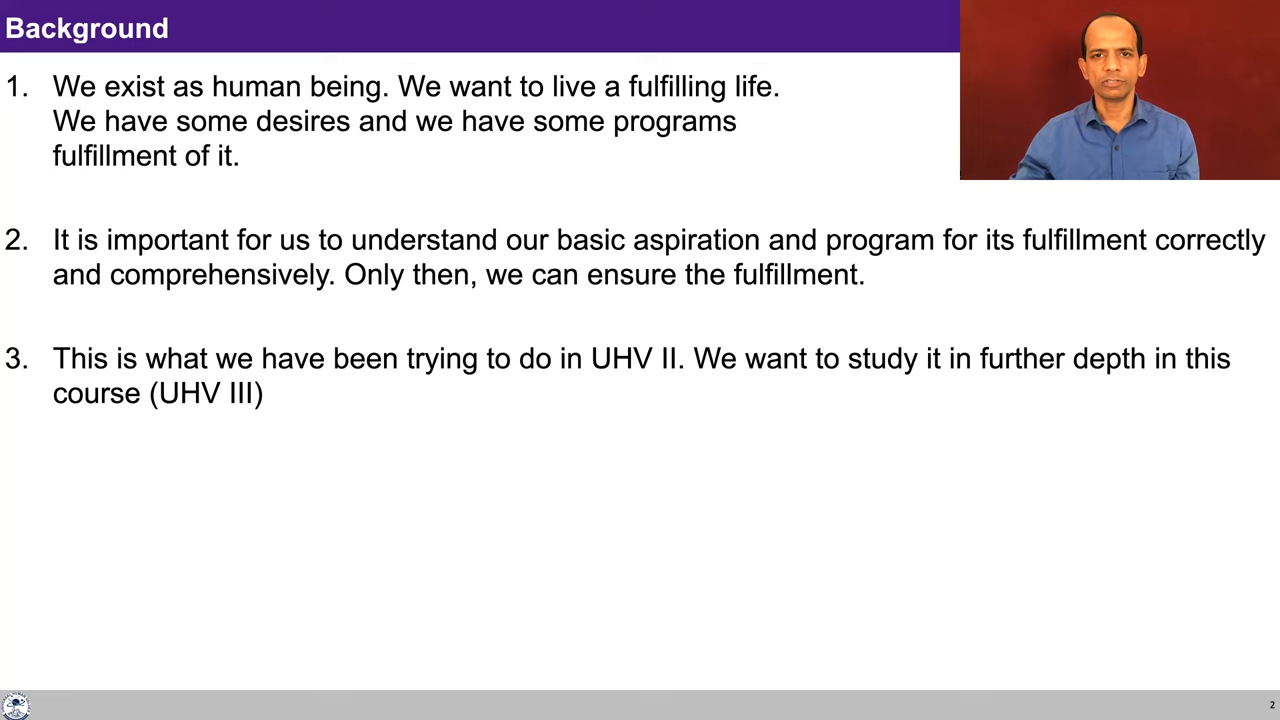 Background
1. We exist as human being. We want to live a fulfilling life.
We have some desires and we have some programs
fulfillment of it.
2. It is important for us to understand our basic aspiration and program for its fulfillment correctly
and comprehensively. Only then, we can ensure the fulfillment.
3. This is what we have been trying to do in UHV II. We want to study it in further depth in this
course (UHV III)
2